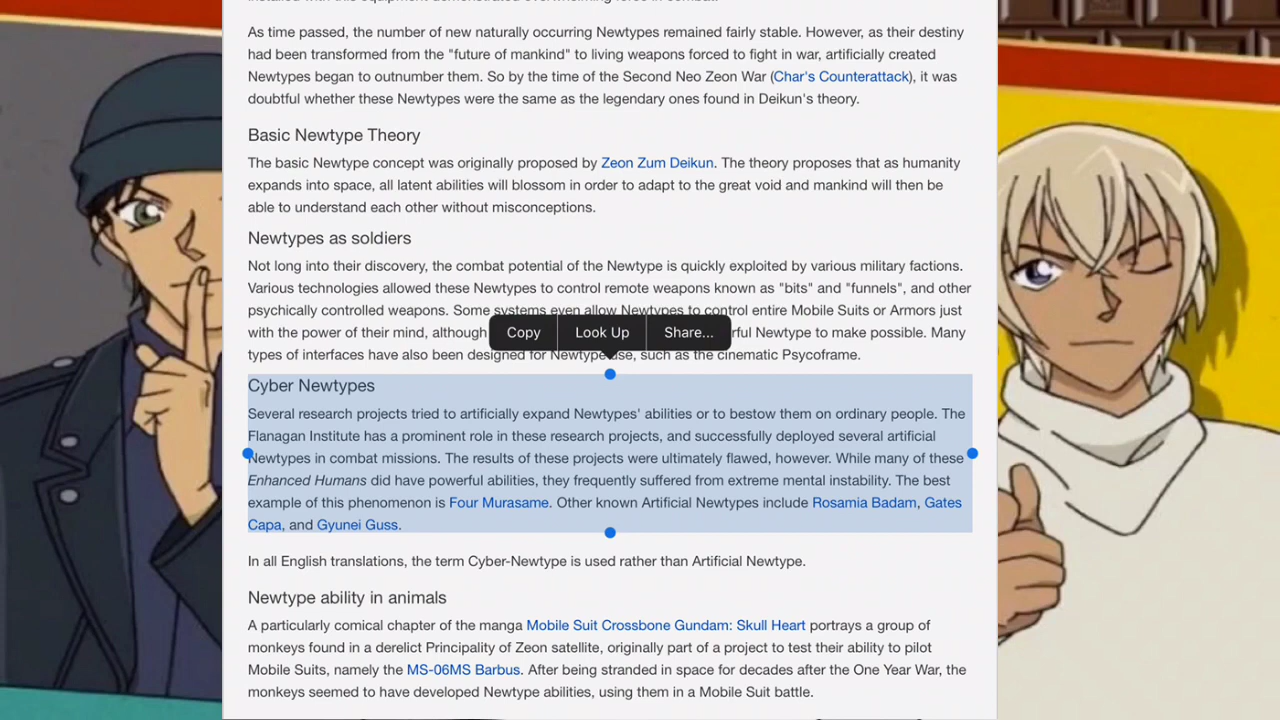 As time passed, the number of new naturally occurring Newtypes remained fairly stable. However, as their destiny
had been transformed from the "future of mankind" to living weapons forced to fight in war, artificially created
Newtypes began to outnumber them. So by the time of the Second Neo Zeon War (Char's Counterattack), it was
doubtful whether these Newtypes were the same as the legendary ones found in Deikun's theory.
Basic Newtype Theory
The basic Newtype concept was originally proposed by Zeon Zum Deikun. The theory proposes that as humanity
expands into space, all latent abilities will blossom in order to adapt to the great void and mankind will then be
able to understand each other without misconceptions.
Newtypes as soldiers
Not long into their discovery, the combat potential of the Newtype is quickly exploited by various military factions.
Various technologies allowed these Newtypes to control remote weapons known as "bits" and "funnels", and other
psychically controlled weapons. Some systems even allow Newtypes to control entire Mobile Suits or Armors just
with the power of their mind, although
Copy Look Up Share...
Newtype to make possible. Many
types of interfaces have also been designed for Newtype use, such as the cinematic Psycoframe.
Cyber Newtypes
Several research projects tried to artificially expand Newtypes' abilities or to bestow them on ordinary people. The
Flanagan Institute has a prominent role in these research projects, and successfully deployed several artificial
Newtypes in combat missions. The results of these projects were ultimately flawed, however. While many of these
Enhanced Humans did have powerful abilities, they frequently suffered from extreme mental instability. The best
example of this phenomenon is Four Murasame. Other known Artificial Newtypes include Rosamia Badam, Gates
Capa, and Gyunei Guss.
In all English translations, the term Cyber-Newtype is used rather than Artificial Newtype.
Newtype ability in animals
A particularly comical chapter of the manga Mobile Suit Crossbone Gundam: Skull Heart portrays a group of
monkeys found in a derelict Principality of Zeon satellite, originally part of a project to test their ability to pilot
Mobile Suits, namely the MS-06MS Barbus. After being stranded in space for decades after the One Year War, the
monkeys seemed to have developed Newtype abilities, using them in a Mobile Suit battle.